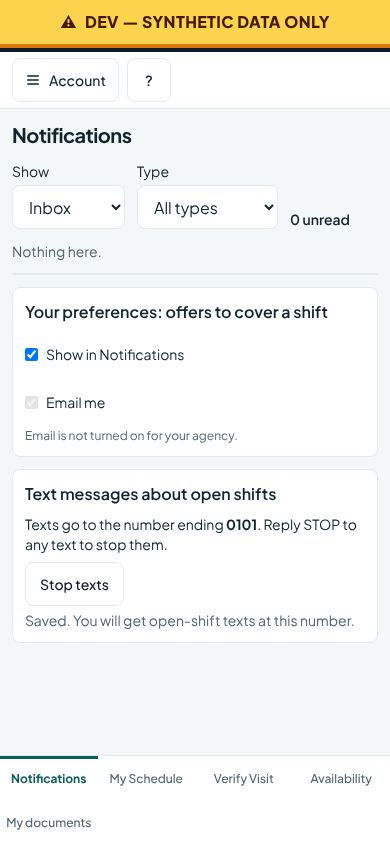 ⚠ DEV — SYNTHETIC DATA ONLY
Account
?
Notifications
Show
Type
Inbox
All types
0 unread
Nothing here.
Your preferences: offers to cover a shift
Show in Notifications
Email me
Email is not turned on for your agency.
Text messages about open shifts
Texts go to the number ending 0101. Reply STOP to
any text to stop them.
Stop texts
Saved. You will get open-shift texts at this number.
Notifications
My Schedule
Verify Visit
Availability
My documents